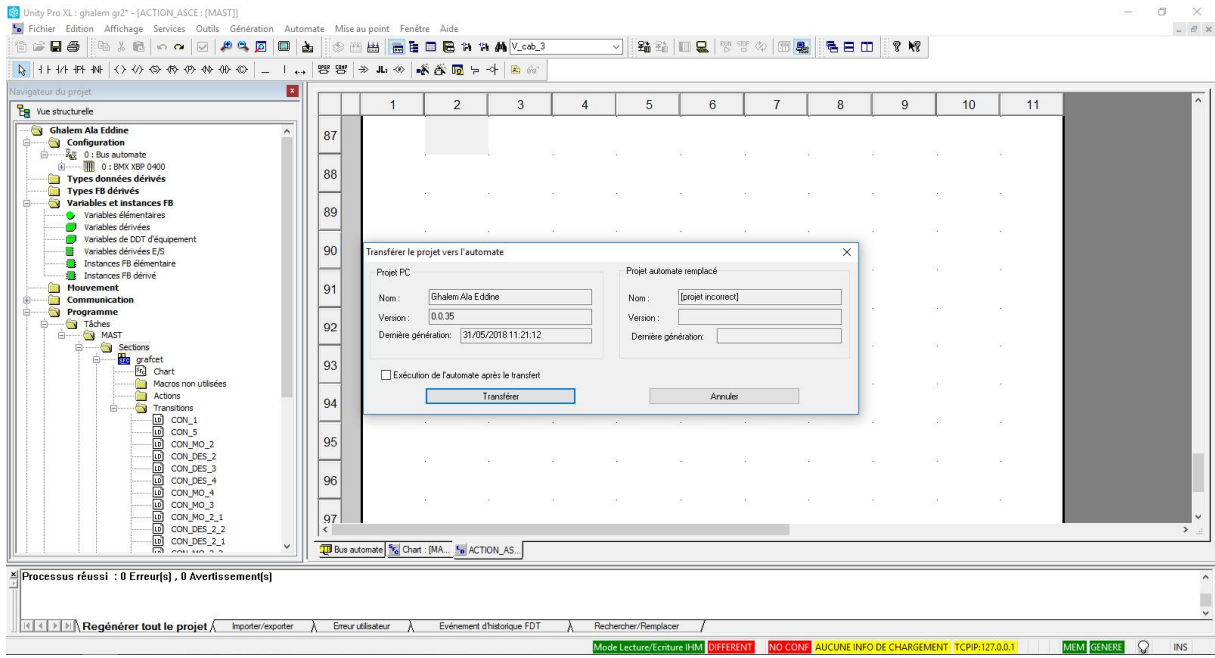 Unity Pro XL : ghalem gr2* - [ACTION_ASCE : [MAST]]
Fichier Edition Affichage Services Outils Génération Automate Mise au point Fenêtre Aide
V_cab_3
Navigateur du projet
Vue structurelle
Ghalem Ala Eddine
Configuration
0 : Bus automate
0 : BMX XBP 0400
Types données dérivés
Types FB dérivés
Variables et instances FB
Variables élémentaires
Variables dérivées
Variables de DDT d'équipement
Variables dérivées E/S
Instances FB élémentaire
Instances FB dérivé
Mouvement
Communication
Programme
Tâches
MAST
Sections
grafcet
Chart
Macros non utilisées
Actions
Transitions
CON_1
CON_5
CON_MO_2
CON_DES_2
CON_DES_3
CON_DES_4
CON_MO_4
CON_MO_3
CON_MO_2_1
CON_DES_2_2
CON_DES_2_1
1 2 3 4 5 6 7 8 9 10 11
87
88
89
90
91
92
93
94
95
96
97
Transférer le projet vers l'automate
Projet PC
Nom : Ghalem Ala Eddine
Version : 0.0.35
Dernière génération: 31/05/2018 11:21:12
Projet automate remplacé
Nom : [projet incorrect]
Version :
Dernière génération:
Exécution de l'automate après le transfert
Transférer Annuler
Bus automate Chart : [MA... ACTION_AS...
Processus réussi : 0 Erreur(s) , 0 Avertissement(s)
Regénérer tout le projet Importer/exporter Erreur utilisateur Evénement d'historique FDT Rechercher/Remplacer
Mode Lecture/Ecriture IHM DIFFERENT NO CONF AUCUNE INFO DE CHARGEMENT TCPIP:127.0.0.1 MEM GENERE INS